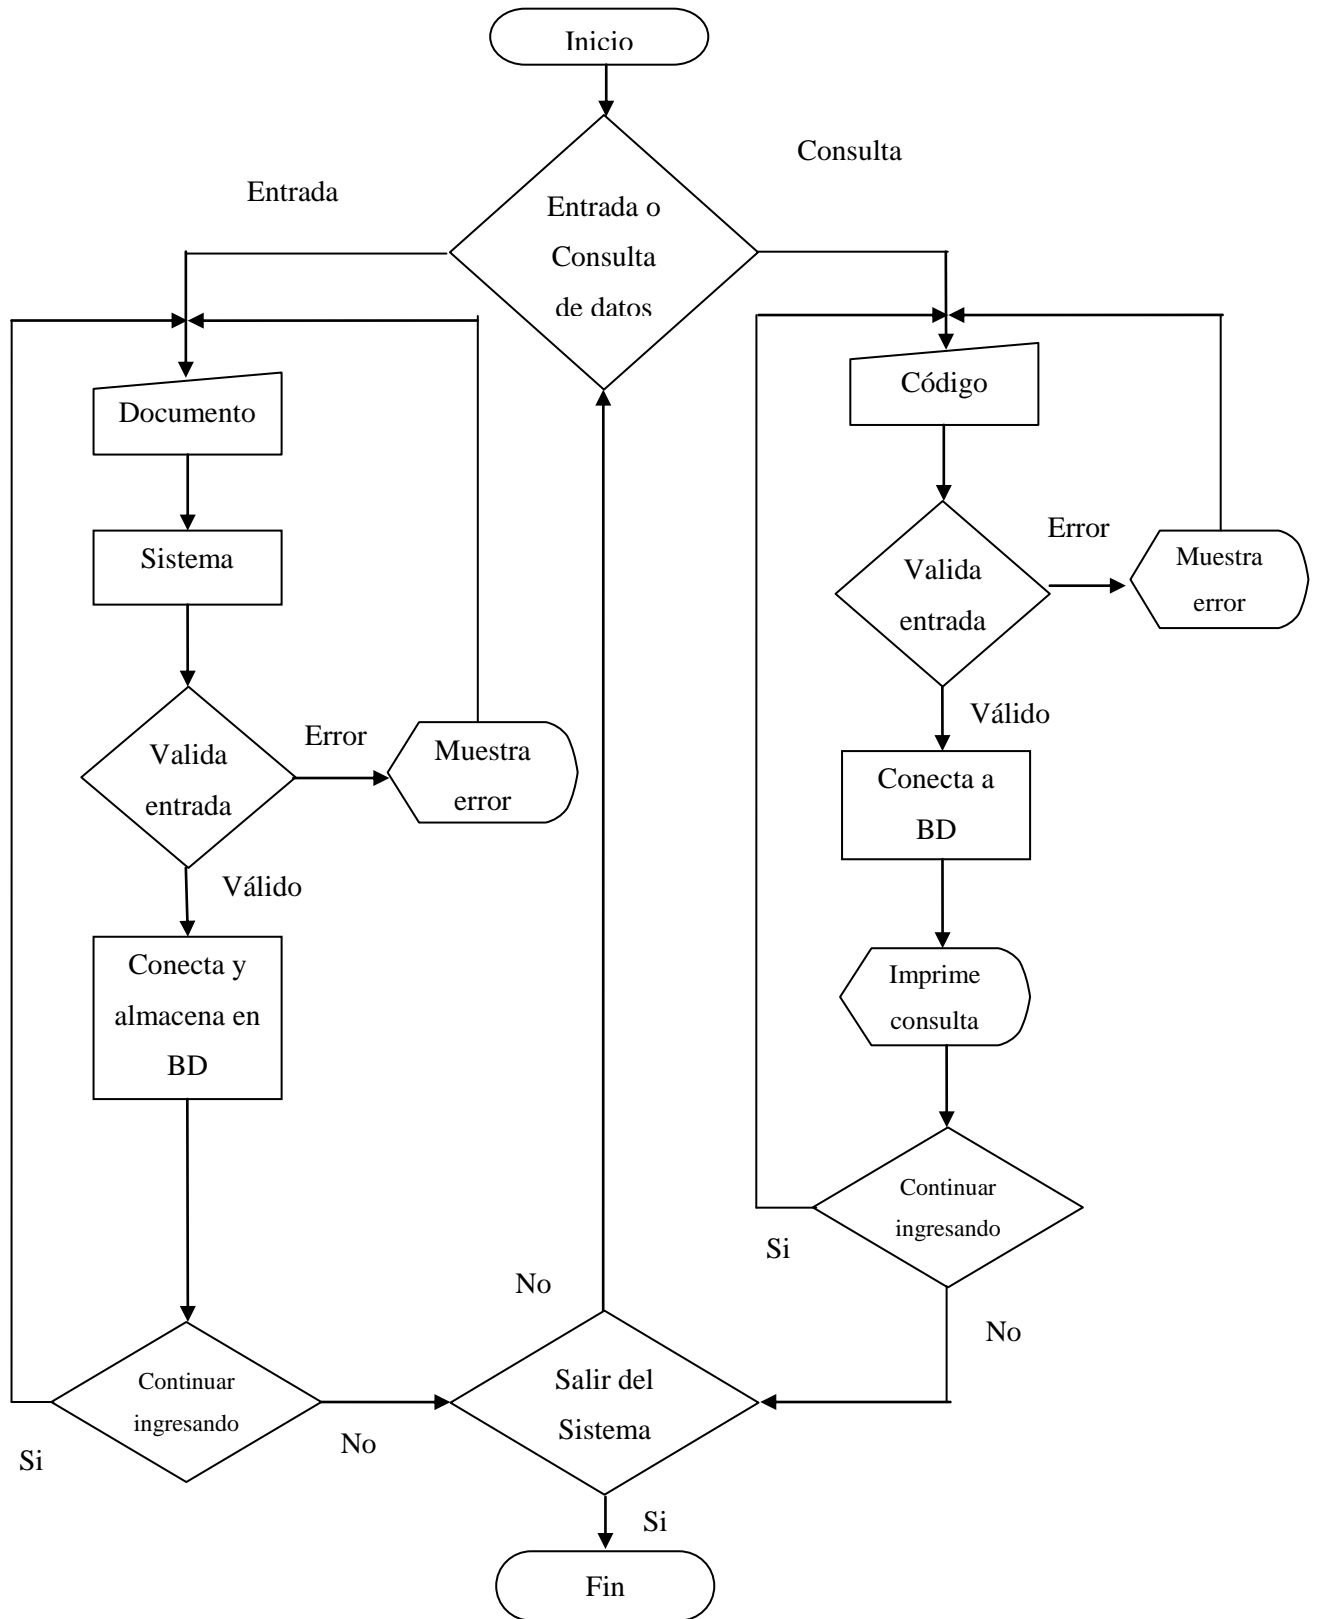 Inicio
Consulta
Entrada
Entrada o
Consulta
de datos
Documento
Sistema
Valida
entrada
Error
Muestra
error
Válido
Conecta y
almacena en
BD
Continuar
ingresando
Si
No
Código
Valida
entrada
Error
Muestra
error
Válido
Conecta a
BD
Imprime
consulta
Continuar
ingresando
Si
No
No
Salir del
Sistema
Si
Fin